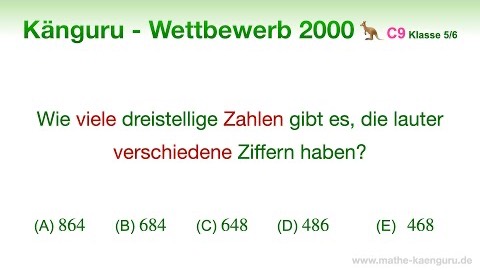 Känguru - Wettbewerb 2000 🦘 C9 Klasse 5/6
Wie viele dreistellige Zahlen gibt es, die lauter
verschiedene Ziffern haben?
(A) 864 (B) 684 (C) 648 (D) 486 (E) 468
www.mathe-kaenguru.de